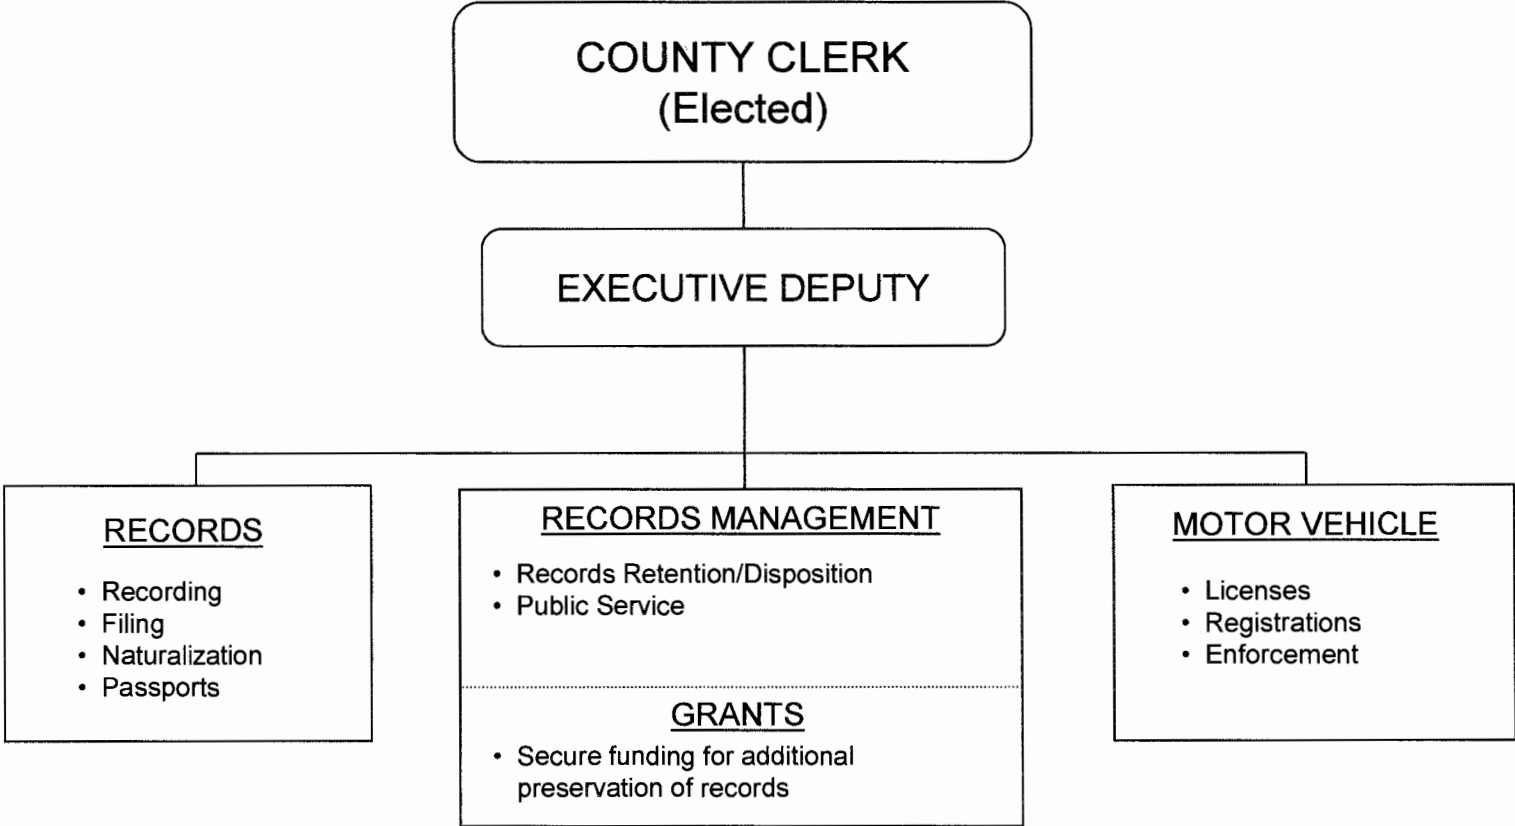 COUNTY CLERK
(Elected)
EXECUTIVE DEPUTY
RECORDS
• Recording
• Filing
• Naturalization
• Passports
RECORDS MANAGEMENT
• Records Retention/Disposition
• Public Service
GRANTS
• Secure funding for additional
preservation of records
MOTOR VEHICLE
• Licenses
• Registrations
• Enforcement